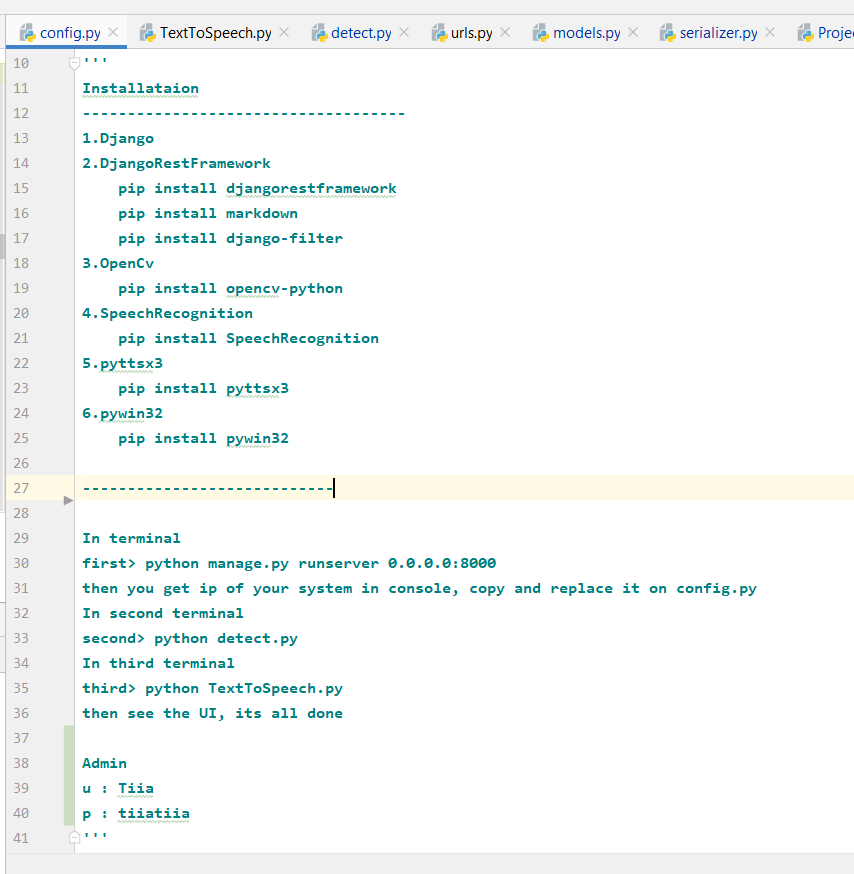 config.py TextToSpeech.py detect.py urls.py models.py serializer.py Projec
10 '''
11 Installataion
12 ------------------------------------
13 1.Django
14 2.DjangoRestFramework
15 pip install djangorestframework
16 pip install markdown
17 pip install django-filter
18 3.OpenCv
19 pip install opencv-python
20 4.SpeechRecognition
21 pip install SpeechRecognition
22 5.pyttsx3
23 pip install pyttsx3
24 6.pywin32
25 pip install pywin32
26
27 ----------------------------
28
29 In terminal
30 first> python manage.py runserver 0.0.0.0:8000
31 then you get ip of your system in console, copy and replace it on config.py
32 In second terminal
33 second> python detect.py
34 In third terminal
35 third> python TextToSpeech.py
36 then see the UI, its all done
37
38 Admin
39 u : Tiia
40 p : tiiatiia
41 '''